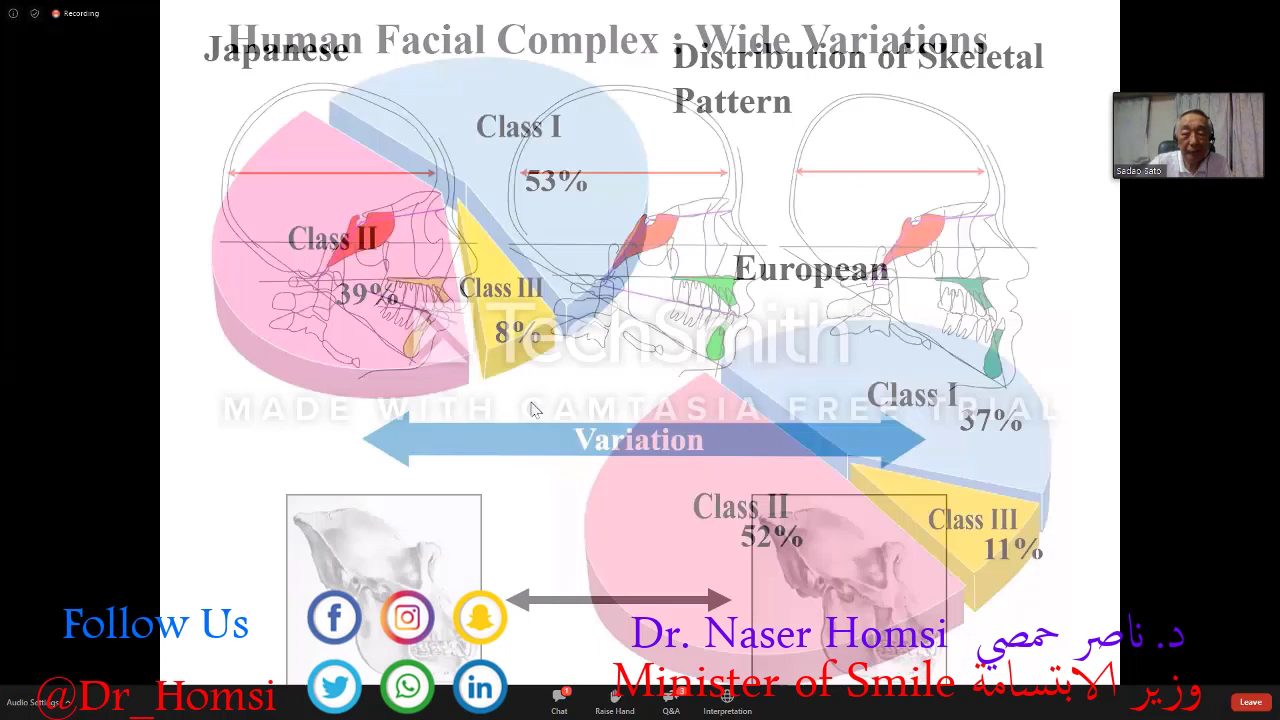 Recording
Human Facial Complex : Wide Variations
Japanese
Distribution of Skeletal
Pattern
Class I
53%
Sadao Sato
Class II
39%
Class III
8%
European
TechSmith
MADE WITH CAMTASIA FREE TRIAL
Class I
37%
Variation
Class II
52%
Class III
11%
Follow Us
Dr. Naser Homsi د. ناصر حمصي
@Dr_Homsi
Minister of Smile وزير الابتسامة
Audio Settings
Chat
1
Raise Hand
Q&A
3
Interpretation
Leave